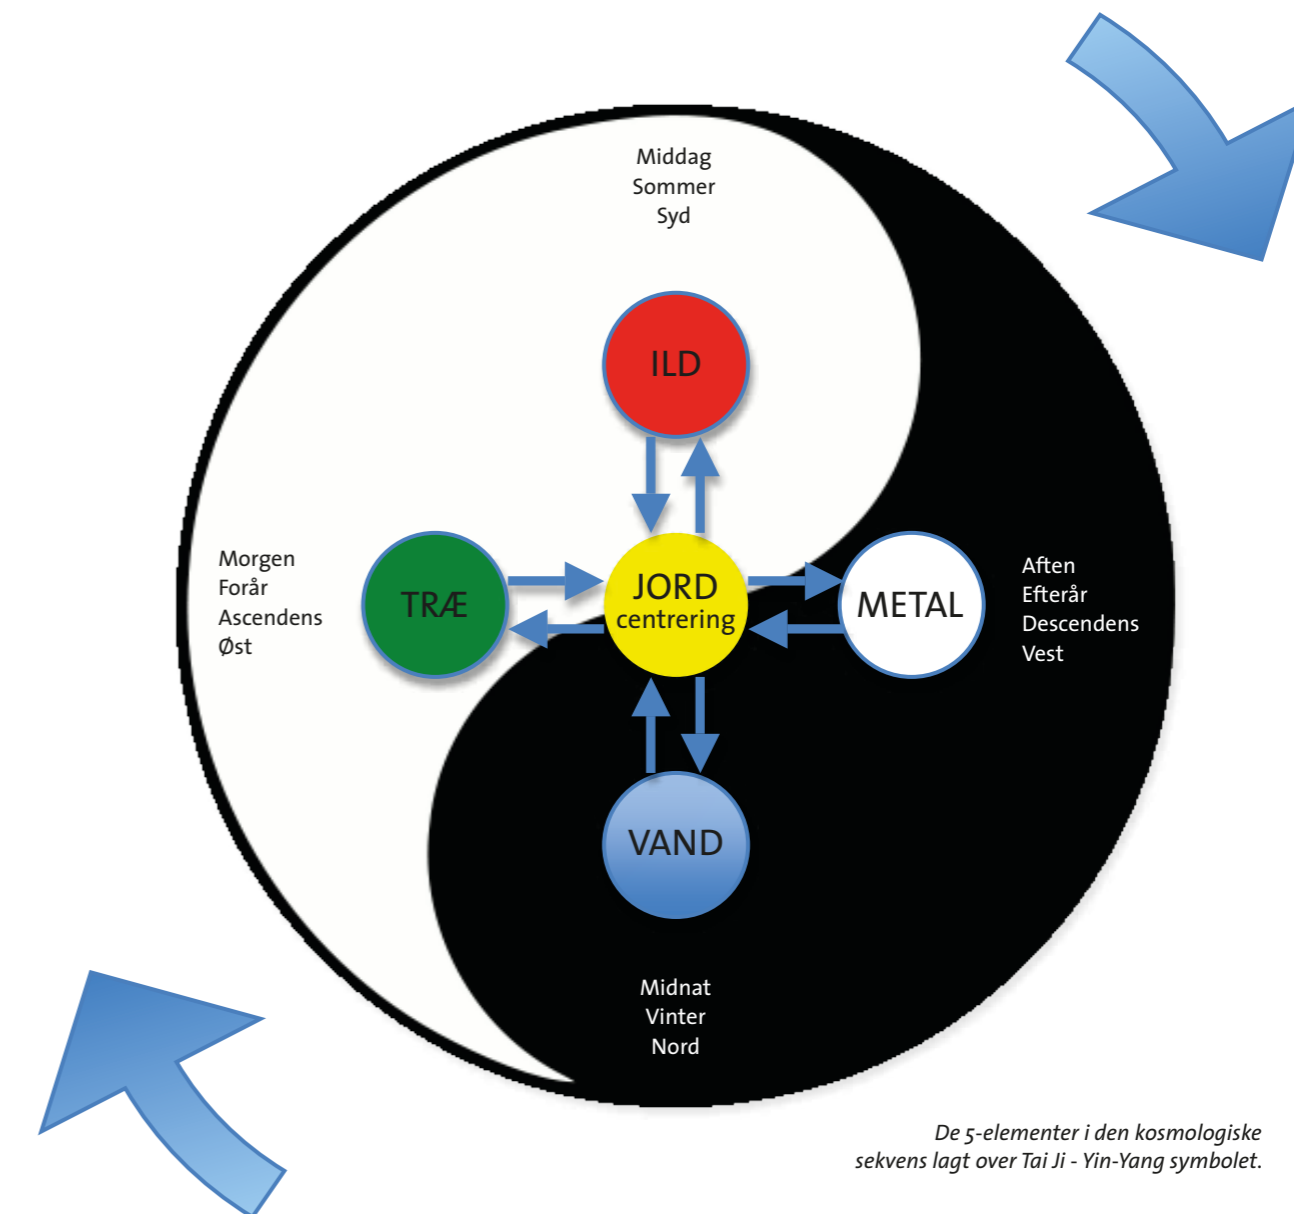 Middag
Sommer
Syd
ILD
Morgen
Forår
Ascendens
Øst
TRÆ
JORD
centrering
METAL
Aften
Efterår
Descendens
Vest
VAND
Midnat
Vinter
Nord
De 5-elementer i den kosmologiske
sekvens lagt over Tai Ji - Yin-Yang symbolet.